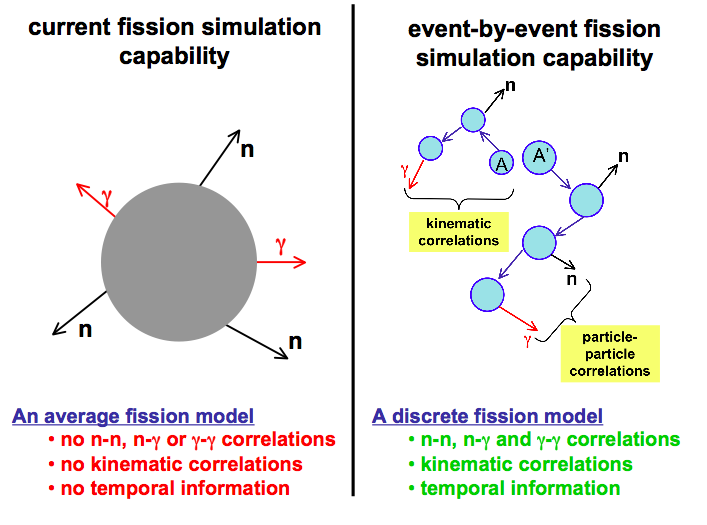 current fission simulation
capability
n
γ
γ
n
n
An average fission model
• no n-n, n-γ or γ-γ correlations
• no kinematic correlations
• no temporal information
event-by-event fission
simulation capability
n
A
A'
n
γ
kinematic
correlations
n
γ
particle-
particle
correlations
A discrete fission model
• n-n, n-γ and γ-γ correlations
• kinematic correlations
• temporal information